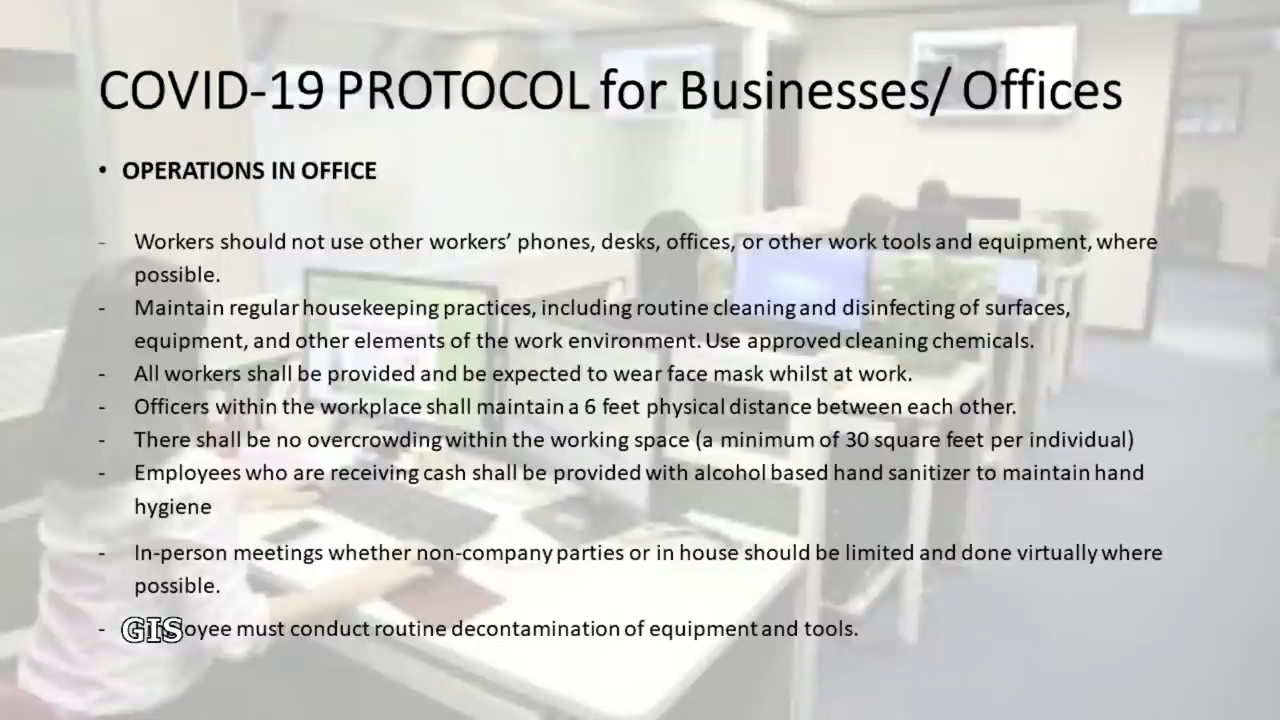 COVID-19 PROTOCOL for Businesses/ Offices
• OPERATIONS IN OFFICE
- Workers should not use other workers’ phones, desks, offices, or other work tools and equipment, where
possible.
- Maintain regular housekeeping practices, including routine cleaning and disinfecting of surfaces,
equipment, and other elements of the work environment. Use approved cleaning chemicals.
- All workers shall be provided and be expected to wear face mask whilst at work.
- Officers within the workplace shall maintain a 6 feet physical distance between each other.
- There shall be no overcrowding within the working space (a minimum of 30 square feet per individual)
- Employees who are receiving cash shall be provided with alcohol based hand sanitizer to maintain hand
hygiene
- In-person meetings whether non-company parties or in house should be limited and done virtually where
possible.
- GIS must conduct routine decontamination of equipment and tools.